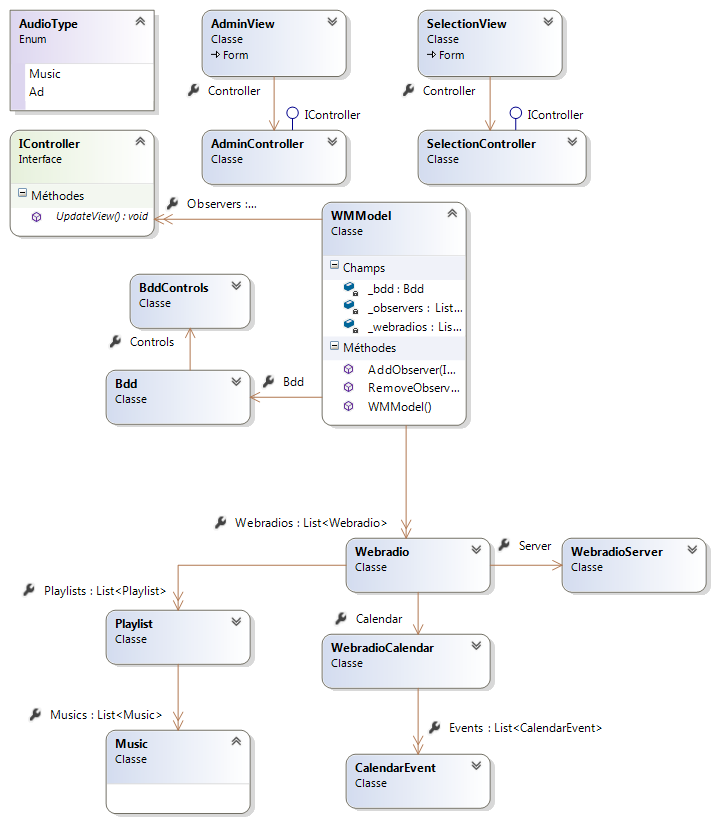 AudioType
Enum
Music
Ad
AdminView
Classe
Form
Controller
IController
AdminController
Classe
SelectionView
Classe
Form
Controller
IController
SelectionController
Classe
IController
Interface
Méthodes
UpdateView() : void
Observers :...
WMModel
Classe
Champs
_bdd : Bdd
_observers : List...
_webradios : Lis...
Méthodes
AddObserver(I...
RemoveObserv...
WMModel()
BddControls
Classe
Controls
Bdd
Classe
Bdd
Webradios : List<Webradio>
Webradio
Classe
Server
WebradioServer
Classe
Playlists : List<Playlist>
Playlist
Classe
Calendar
WebradioCalendar
Classe
Musics : List<Music>
Music
Classe
Events : List<CalendarEvent>
CalendarEvent
Classe